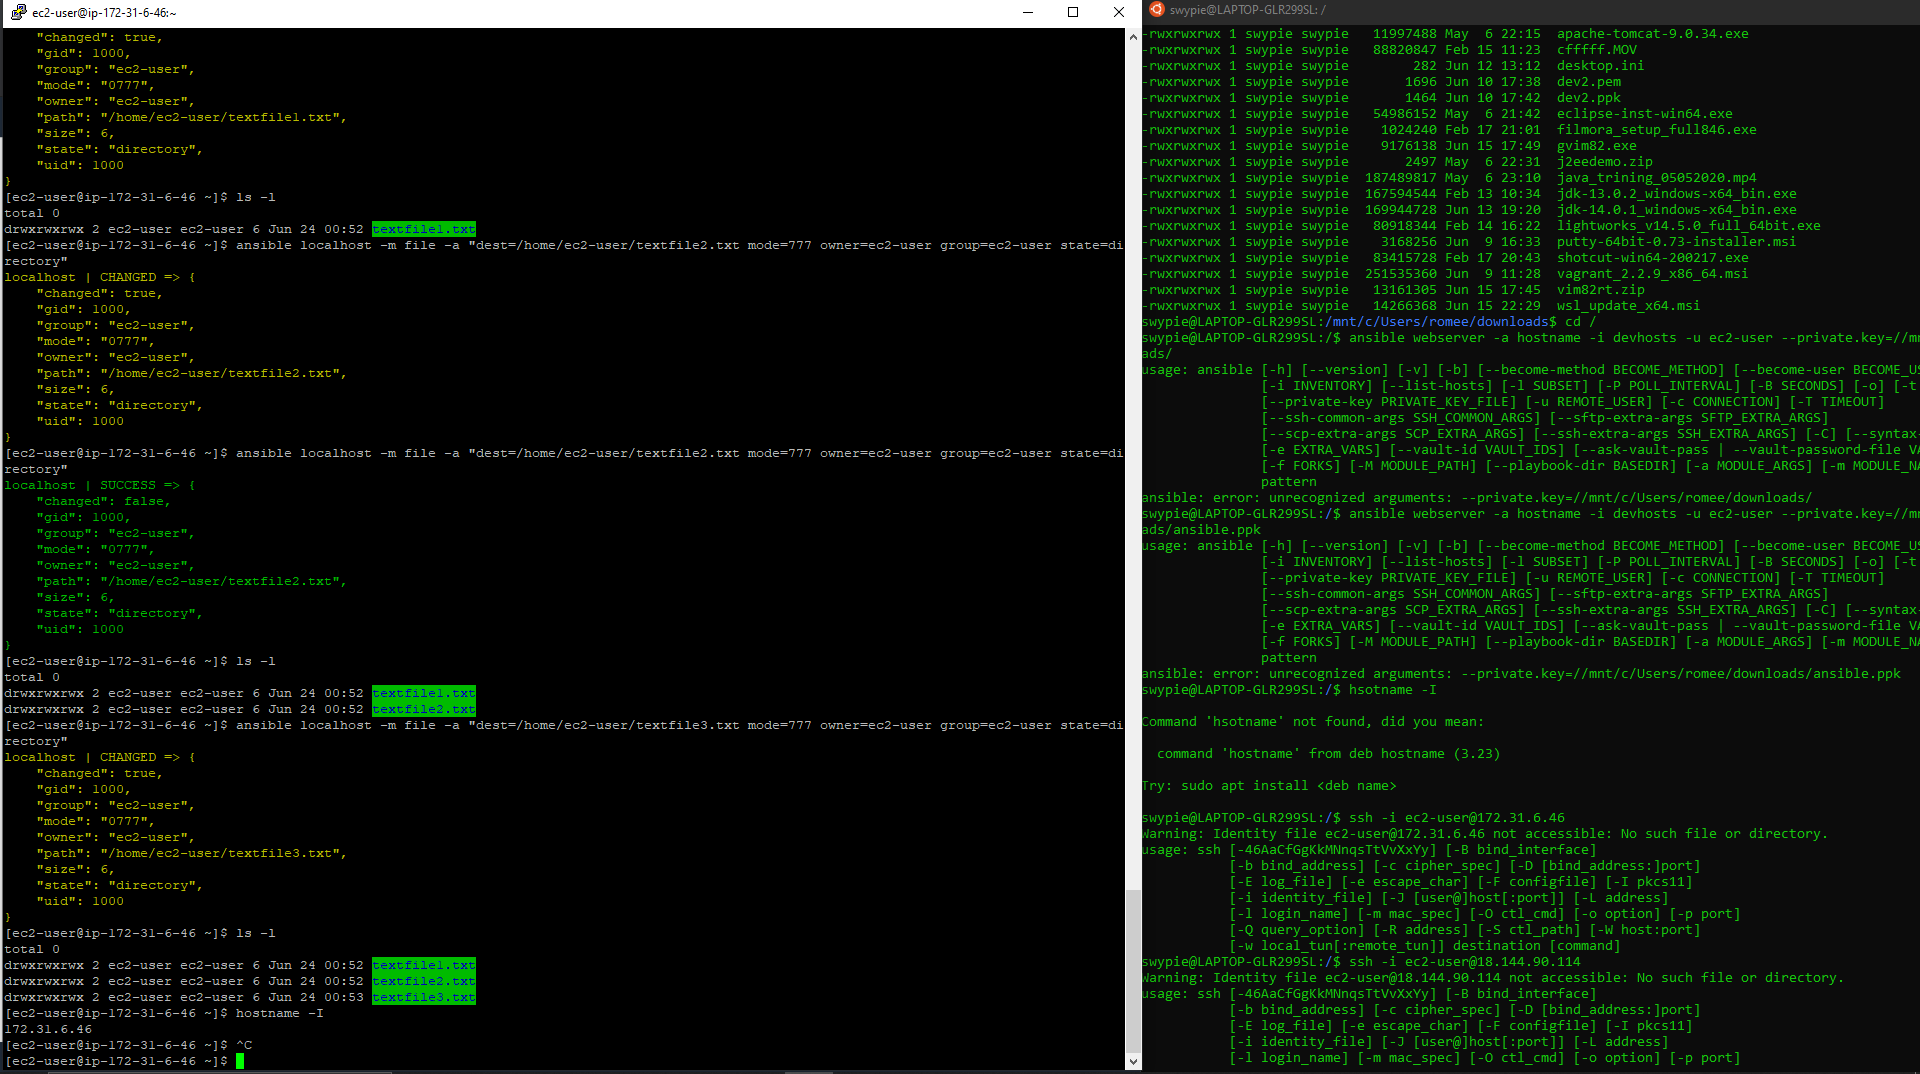 ec2-user@ip-172-31-6-46:~
    "changed": true,
    "gid": 1000,
    "group": "ec2-user",
    "mode": "0777",
    "owner": "ec2-user",
    "path": "/home/ec2-user/textfile1.txt",
    "size": 6,
    "state": "directory",
    "uid": 1000
}
[ec2-user@ip-172-31-6-46 ~]$ ls -l
total 0
drwxrwxrwx 2 ec2-user ec2-user 6 Jun 24 00:52 textfile1.txt
[ec2-user@ip-172-31-6-46 ~]$ ansible localhost -m file -a "dest=/home/ec2-user/textfile2.txt mode=777 owner=ec2-user group=ec2-user state=di
rectory"
localhost | CHANGED => {
    "changed": true,
    "gid": 1000,
    "group": "ec2-user",
    "mode": "0777",
    "owner": "ec2-user",
    "path": "/home/ec2-user/textfile2.txt",
    "size": 6,
    "state": "directory",
    "uid": 1000
}
[ec2-user@ip-172-31-6-46 ~]$ ansible localhost -m file -a "dest=/home/ec2-user/textfile2.txt mode=777 owner=ec2-user group=ec2-user state=di
rectory"
localhost | SUCCESS => {
    "changed": false,
    "gid": 1000,
    "group": "ec2-user",
    "mode": "0777",
    "owner": "ec2-user",
    "path": "/home/ec2-user/textfile2.txt",
    "size": 6,
    "state": "directory",
    "uid": 1000
}
[ec2-user@ip-172-31-6-46 ~]$ ls -l
total 0
drwxrwxrwx 2 ec2-user ec2-user 6 Jun 24 00:52 textfile1.txt
drwxrwxrwx 2 ec2-user ec2-user 6 Jun 24 00:52 textfile2.txt
[ec2-user@ip-172-31-6-46 ~]$ ansible localhost -m file -a "dest=/home/ec2-user/textfile3.txt mode=777 owner=ec2-user group=ec2-user state=di
rectory"
localhost | CHANGED => {
    "changed": true,
    "gid": 1000,
    "group": "ec2-user",
    "mode": "0777",
    "owner": "ec2-user",
    "path": "/home/ec2-user/textfile3.txt",
    "size": 6,
    "state": "directory",
    "uid": 1000
}
[ec2-user@ip-172-31-6-46 ~]$ ls -l
total 0
drwxrwxrwx 2 ec2-user ec2-user 6 Jun 24 00:52 textfile1.txt
drwxrwxrwx 2 ec2-user ec2-user 6 Jun 24 00:52 textfile2.txt
drwxrwxrwx 2 ec2-user ec2-user 6 Jun 24 00:53 textfile3.txt
[ec2-user@ip-172-31-6-46 ~]$ hostname -I
172.31.6.46
[ec2-user@ip-172-31-6-46 ~]$ ^C
[ec2-user@ip-172-31-6-46 ~]$
swypie@LAPTOP-GLR299SL: /
-rwxrwxrwx 1 swypie swypie  11997488 May  6 22:15  apache-tomcat-9.0.34.exe
-rwxrwxrwx 1 swypie swypie  88820847 Feb 15 11:23  cfffff.MOV
-rwxrwxrwx 1 swypie swypie       282 Jun 12 13:12  desktop.ini
-rwxrwxrwx 1 swypie swypie      1696 Jun 10 17:38  dev2.pem
-rwxrwxrwx 1 swypie swypie      1464 Jun 10 17:42  dev2.ppk
-rwxrwxrwx 1 swypie swypie  54986152 May  6 21:42  eclipse-inst-win64.exe
-rwxrwxrwx 1 swypie swypie   1024240 Feb 17 21:01  filmora_setup_full846.exe
-rwxrwxrwx 1 swypie swypie   9176138 Jun 15 17:49  gvim82.exe
-rwxrwxrwx 1 swypie swypie      2497 May  6 22:31  j2eedemo.zip
-rwxrwxrwx 1 swypie swypie 187489817 May  6 23:10  java_trining_05052020.mp4
-rwxrwxrwx 1 swypie swypie 167594544 Feb 13 10:34  jdk-13.0.2_windows-x64_bin.exe
-rwxrwxrwx 1 swypie swypie 169944728 Jun 13 19:20  jdk-14.0.1_windows-x64_bin.exe
-rwxrwxrwx 1 swypie swypie  80918344 Feb 14 16:22  lightworks_v14.5.0_full_64bit.exe
-rwxrwxrwx 1 swypie swypie   3168256 Jun  9 16:33  putty-64bit-0.73-installer.msi
-rwxrwxrwx 1 swypie swypie  83415728 Feb 17 20:43  shotcut-win64-200217.exe
-rwxrwxrwx 1 swypie swypie 251535360 Jun  9 11:28  vagrant_2.2.9_x86_64.msi
-rwxrwxrwx 1 swypie swypie  13161305 Jun 15 17:45  vim82rt.zip
-rwxrwxrwx 1 swypie swypie  14266368 Jun 15 22:29  wsl_update_x64.msi
swypie@LAPTOP-GLR299SL:/mnt/c/Users/romee/downloads$ cd /
swypie@LAPTOP-GLR299SL:/$ ansible webserver -a hostname -i devhosts -u ec2-user --private.key=//mn
ads/
usage: ansible [-h] [--version] [-v] [-b] [--become-method BECOME_METHOD] [--become-user BECOME_US
               [-i INVENTORY] [--list-hosts] [-l SUBSET] [-P POLL_INTERVAL] [-B SECONDS] [-o] [-t
               [--private-key PRIVATE_KEY_FILE] [-u REMOTE_USER] [-c CONNECTION] [-T TIMEOUT]
               [--ssh-common-args SSH_COMMON_ARGS] [--sftp-extra-args SFTP_EXTRA_ARGS]
               [--scp-extra-args SCP_EXTRA_ARGS] [--ssh-extra-args SSH_EXTRA_ARGS] [-C] [--syntax-
               [-e EXTRA_VARS] [--vault-id VAULT_IDS] [--ask-vault-pass | --vault-password-file VA
               [-f FORKS] [-M MODULE_PATH] [--playbook-dir BASEDIR] [-a MODULE_ARGS] [-m MODULE_NA
               pattern
ansible: error: unrecognized arguments: --private.key=//mnt/c/Users/romee/downloads/
swypie@LAPTOP-GLR299SL:/$ ansible webserver -a hostname -i devhosts -u ec2-user --private.key=//mn
ads/ansible.ppk
usage: ansible [-h] [--version] [-v] [-b] [--become-method BECOME_METHOD] [--become-user BECOME_US
               [-i INVENTORY] [--list-hosts] [-l SUBSET] [-P POLL_INTERVAL] [-B SECONDS] [-o] [-t
               [--private-key PRIVATE_KEY_FILE] [-u REMOTE_USER] [-c CONNECTION] [-T TIMEOUT]
               [--ssh-common-args SSH_COMMON_ARGS] [--sftp-extra-args SFTP_EXTRA_ARGS]
               [--scp-extra-args SCP_EXTRA_ARGS] [--ssh-extra-args SSH_EXTRA_ARGS] [-C] [--syntax-
               [-e EXTRA_VARS] [--vault-id VAULT_IDS] [--ask-vault-pass | --vault-password-file VA
               [-f FORKS] [-M MODULE_PATH] [--playbook-dir BASEDIR] [-a MODULE_ARGS] [-m MODULE_NA
               pattern
ansible: error: unrecognized arguments: --private.key=//mnt/c/Users/romee/downloads/ansible.ppk
swypie@LAPTOP-GLR299SL:/$ hsotname -I
Command 'hsotname' not found, did you mean:
  command 'hostname' from deb hostname (3.23)
Try: sudo apt install <deb name>
swypie@LAPTOP-GLR299SL:/$ ssh -i ec2-user@172.31.6.46
Warning: Identity file ec2-user@172.31.6.46 not accessible: No such file or directory.
usage: ssh [-46AaCfGgKkMNnqsTtVvXxYy] [-B bind_interface]
           [-b bind_address] [-c cipher_spec] [-D [bind_address:]port]
           [-E log_file] [-e escape_char] [-F configfile] [-I pkcs11]
           [-i identity_file] [-J [user@]host[:port]] [-L address]
           [-l login_name] [-m mac_spec] [-O ctl_cmd] [-o option] [-p port]
           [-Q query_option] [-R address] [-S ctl_path] [-W host:port]
           [-w local_tun[:remote_tun]] destination [command]
swypie@LAPTOP-GLR299SL:/$ ssh -i ec2-user@18.144.90.114
Warning: Identity file ec2-user@18.144.90.114 not accessible: No such file or directory.
usage: ssh [-46AaCfGgKkMNnqsTtVvXxYy] [-B bind_interface]
           [-b bind_address] [-c cipher_spec] [-D [bind_address:]port]
           [-E log_file] [-e escape_char] [-F configfile] [-I pkcs11]
           [-i identity_file] [-J [user@]host[:port]] [-L address]
           [-l login_name] [-m mac_spec] [-O ctl_cmd] [-o option] [-p port]